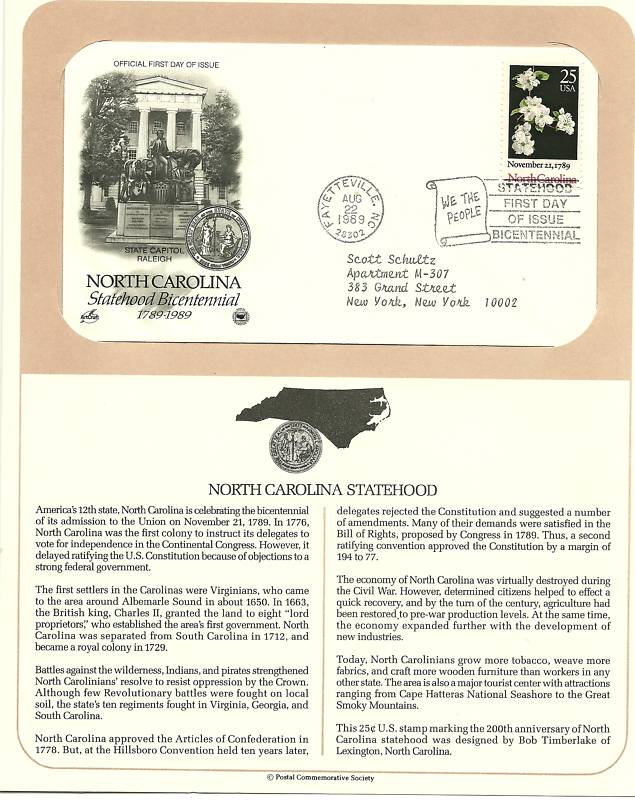 OFFICIAL FIRST DAY OF ISSUE
25
USA
November 21, 1789
North Carolina
FAYETTEVILLE, NC
AUG
22
1989
28302
WE THE
PEOPLE
STATEHOOD
FIRST DAY
OF ISSUE
BICENTENNIAL
STATE CAPITOL
RALEIGH
NORTH CAROLINA
Statehood Bicentennial
1789-1989
ArtCraft
Scott Schultz
Apartment M-307
383 Grand Street
New York, New York 10002
NORTH CAROLINA STATEHOOD
America's 12th state, North Carolina is celebrating the bicentennial
of its admission to the Union on November 21, 1789. In 1776,
North Carolina was the first colony to instruct its delegates to
vote for independence in the Continental Congress. However, it
delayed ratifying the U.S. Constitution because of objections to a
strong federal government.
The first settlers in the Carolinas were Virginians, who came
to the area around Albemarle Sound in about 1650. In 1663,
the British king, Charles II, granted the land to eight "lord
proprietors," who established the area's first government. North
Carolina was separated from South Carolina in 1712, and
became a royal colony in 1729.
Battles against the wilderness, Indians, and pirates strengthened
North Carolinians' resolve to resist oppression by the Crown.
Although few Revolutionary battles were fought on local
soil, the state's ten regiments fought in Virginia, Georgia, and
South Carolina.
North Carolina approved the Articles of Confederation in
1778. But, at the Hillsboro Convention held ten years later,
delegates rejected the Constitution and suggested a number
of amendments. Many of their demands were satisfied in the
Bill of Rights, proposed by Congress in 1789. Thus, a second
ratifying convention approved the Constitution by a margin of
194 to 77.
The economy of North Carolina was virtually destroyed during
the Civil War. However, determined citizens helped to effect a
quick recovery, and by the turn of the century, agriculture had
been restored to pre-war production levels. At the same time,
the economy expanded further with the development of
new industries.
Today, North Carolinians grow more tobacco, weave more
fabrics, and craft more wooden furniture than workers in any
other state. The area is also a major tourist center with attractions
ranging from Cape Hatteras National Seashore to the Great
Smoky Mountains.
This 25¢ U.S. stamp marking the 200th anniversary of North
Carolina statehood was designed by Bob Timberlake of
Lexington, North Carolina.
© Postal Commemorative Society